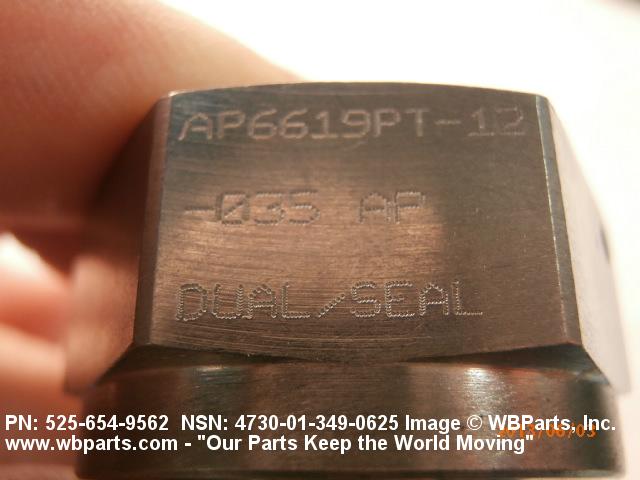 AP6619PT-12
-035 AP
DUAL/SEAL
PN: 525-654-9562 NSN: 4730-01-349-0625 Image © WBParts, Inc.
www.wbparts.com - "Our Parts Keep the World Moving"